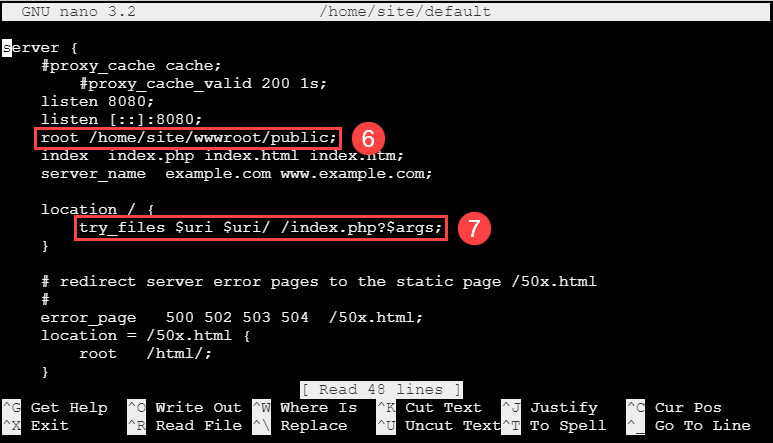 GNU nano 3.2 /home/site/default
server {
#proxy_cache cache;
#proxy_cache_valid 200 1s;
listen 8080;
listen [::]:8080;
root /home/site/wwwroot/public; 6
index  index.php index.html index.htm;
server_name  example.com www.example.com;
location / {
try_files $uri $uri/ /index.php?$args; 7
}
# redirect server error pages to the static page /50x.html
#
error_page   500 502 503 504  /50x.html;
location = /50x.html {
root   /html/;
}
[ Read 48 lines ]
^G Get Help ^O Write Out ^W Where Is ^K Cut Text ^J Justify ^C Cur Pos
^X Exit ^R Read File ^\ Replace ^U Uncut Text ^T To Spell ^_ Go To Line